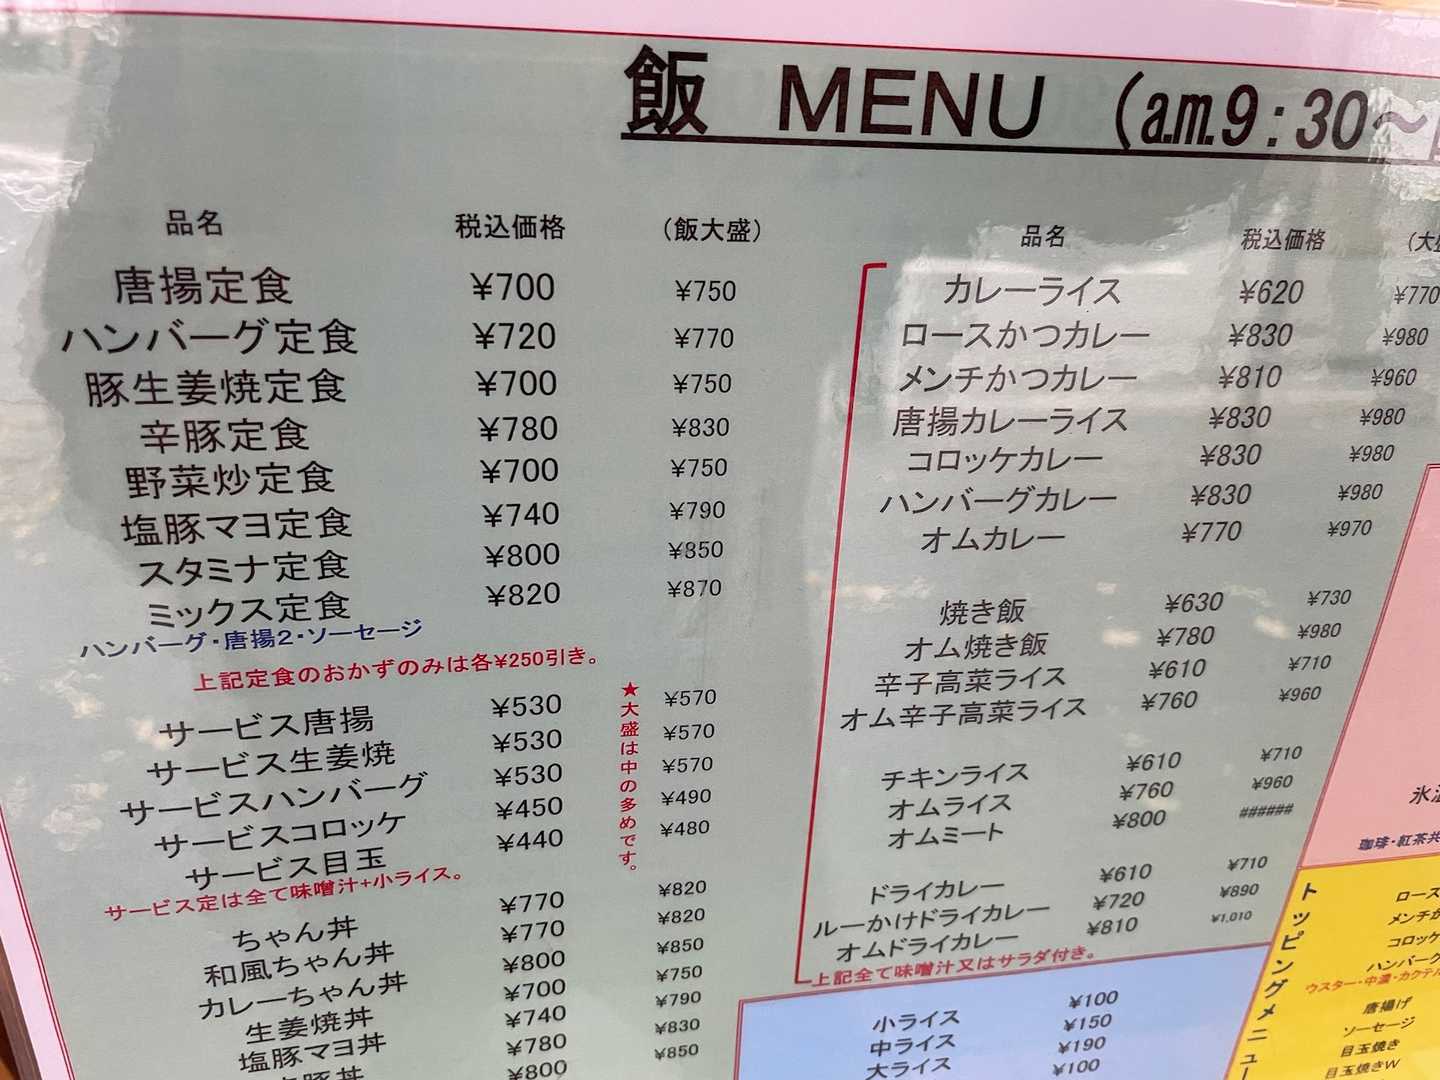 飯 MENU (a.m.9:30～
品名 税込価格 (飯大盛)
唐揚定食 ¥700 ¥750
ハンバーグ定食 ¥720 ¥770
豚生姜焼定食 ¥700 ¥750
辛豚定食 ¥780 ¥830
野菜炒定食 ¥700 ¥750
塩豚マヨ定食 ¥740 ¥790
スタミナ定食 ¥800 ¥850
ミックス定食 ¥820 ¥870
ハンバーグ・唐揚2・ソーセージ
上記定食のおかずのみは各¥250引き。
サービス唐揚 ¥530 ¥570
サービス生姜焼 ¥530 ¥570
サービスハンバーグ ¥530 ¥570
サービスコロッケ ¥450 ¥490
サービス目玉 ¥440 ¥480
★大盛は中の多めです。
サービス定は全て味噌汁+小ライス。
ちゃん丼 ¥770 ¥820
和風ちゃん丼 ¥770 ¥820
カレーちゃん丼 ¥800 ¥850
生姜焼丼 ¥700 ¥750
塩豚マヨ丼 ¥740 ¥790
辛豚丼 ¥780 ¥830
¥800 ¥850
品名 税込価格 (大盛
カレーライス ¥620 ¥770
ロースかつカレー ¥830 ¥980
メンチかつカレー ¥810 ¥960
唐揚カレーライス ¥830 ¥980
コロッケカレー ¥830 ¥980
ハンバーグカレー ¥830 ¥980
オムカレー ¥770 ¥970
焼き飯 ¥630 ¥730
オム焼き飯 ¥780 ¥980
辛子高菜ライス ¥610 ¥710
オム辛子高菜ライス ¥760 ¥960
チキンライス ¥610 ¥710
オムライス ¥760 ¥960
オムミート ¥800 ######
ドライカレー ¥610 ¥710
ルーかけドライカレー ¥720 ¥890
オムドライカレー ¥810 ¥1,010
上記全て味噌汁又はサラダ付き。
小ライス ¥100
中ライス ¥150
大ライス ¥190
¥100
氷温
珈琲・紅茶共
トッピングメニュー
ロース
メンチか
コロッケ
ハンバーグ
ウスター・中濃・カクテル
唐揚げ
ソーセージ
目玉焼き
目玉焼きW